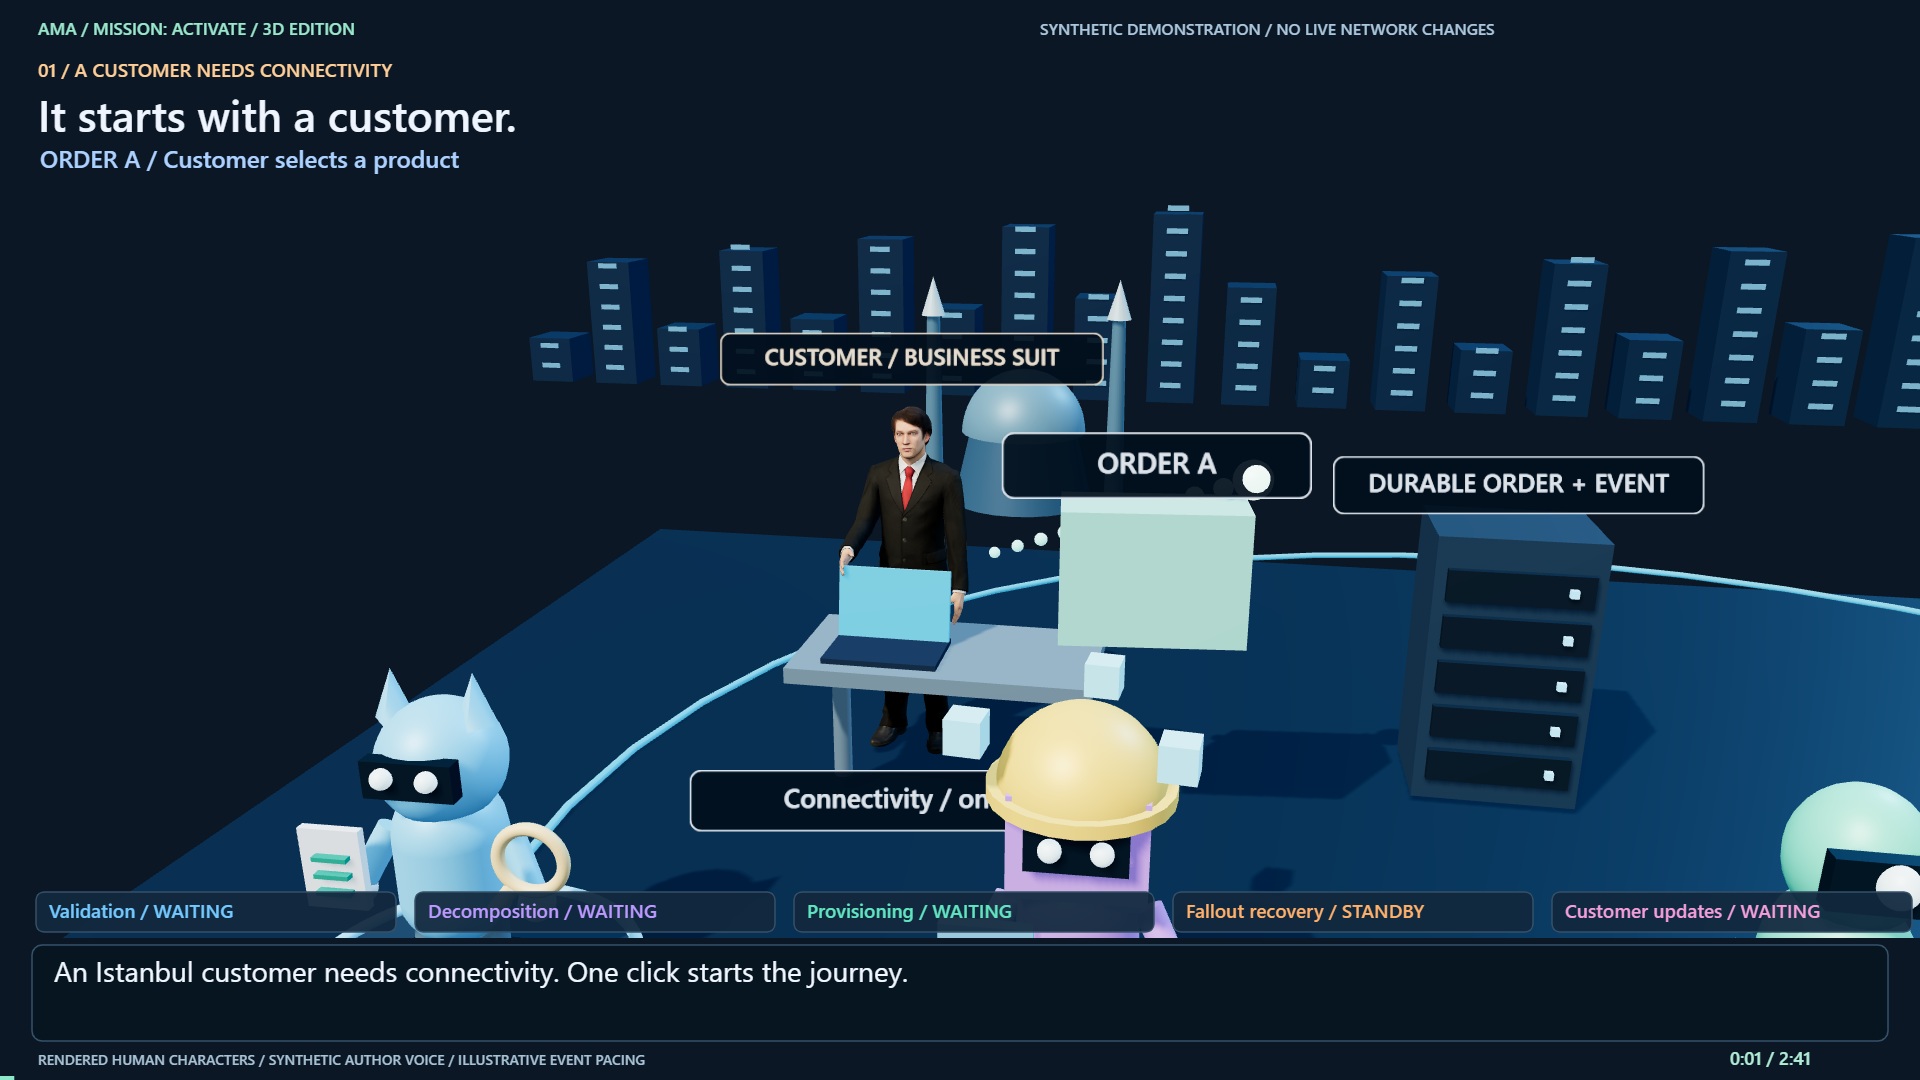 AMA / MISSION: ACTIVATE / 3D EDITION
SYNTHETIC DEMONSTRATION / NO LIVE NETWORK CHANGES
01 / A CUSTOMER NEEDS CONNECTIVITY
It starts with a customer.
ORDER A / Customer selects a product
CUSTOMER / BUSINESS SUIT
ORDER A
DURABLE ORDER + EVENT
Connectivity / on
Validation / WAITING
Decomposition / WAITING
Provisioning / WAITING
Fallout recovery / STANDBY
Customer updates / WAITING
An Istanbul customer needs connectivity. One click starts the journey.
RENDERED HUMAN CHARACTERS / SYNTHETIC AUTHOR VOICE / ILLUSTRATIVE EVENT PACING
0:01 / 2:41